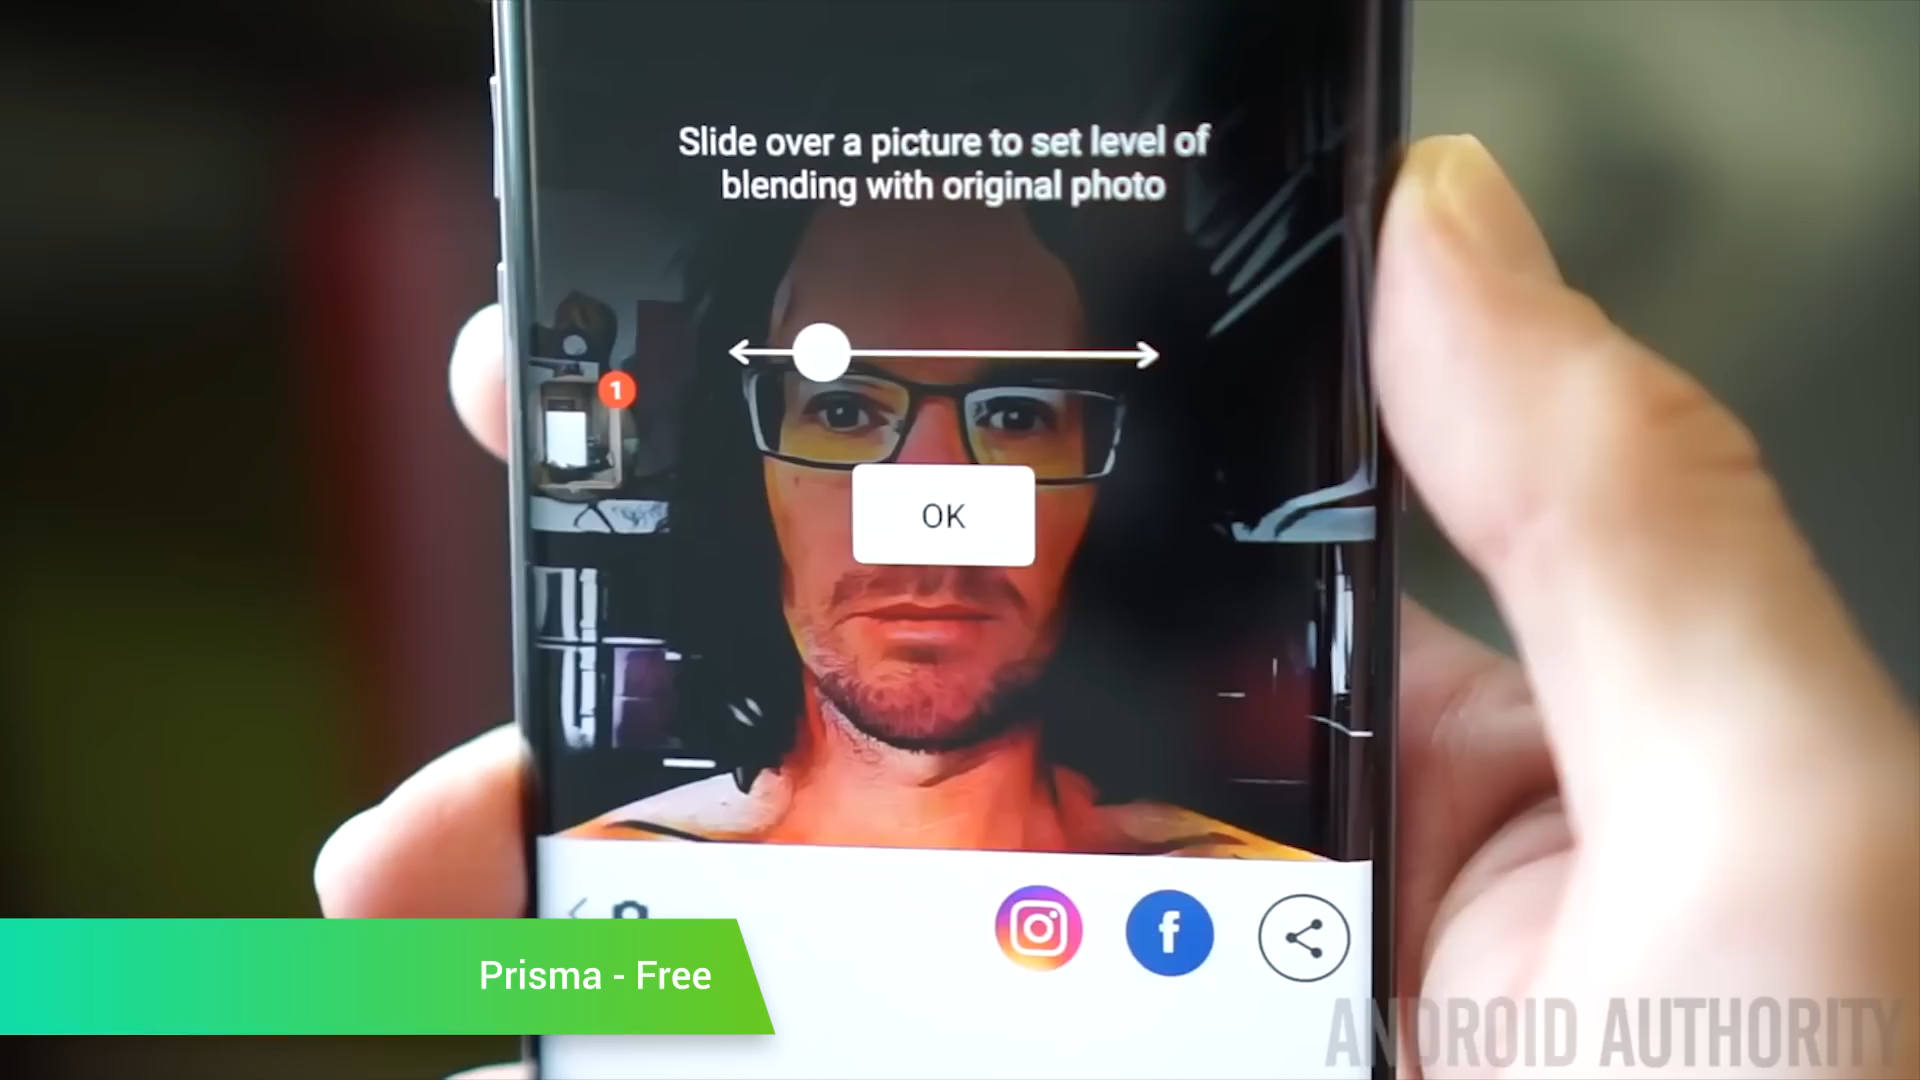 Slide over a picture to set level of
blending with original photo
1
OK
f
Prisma - Free
ANDROID AUTHORITY